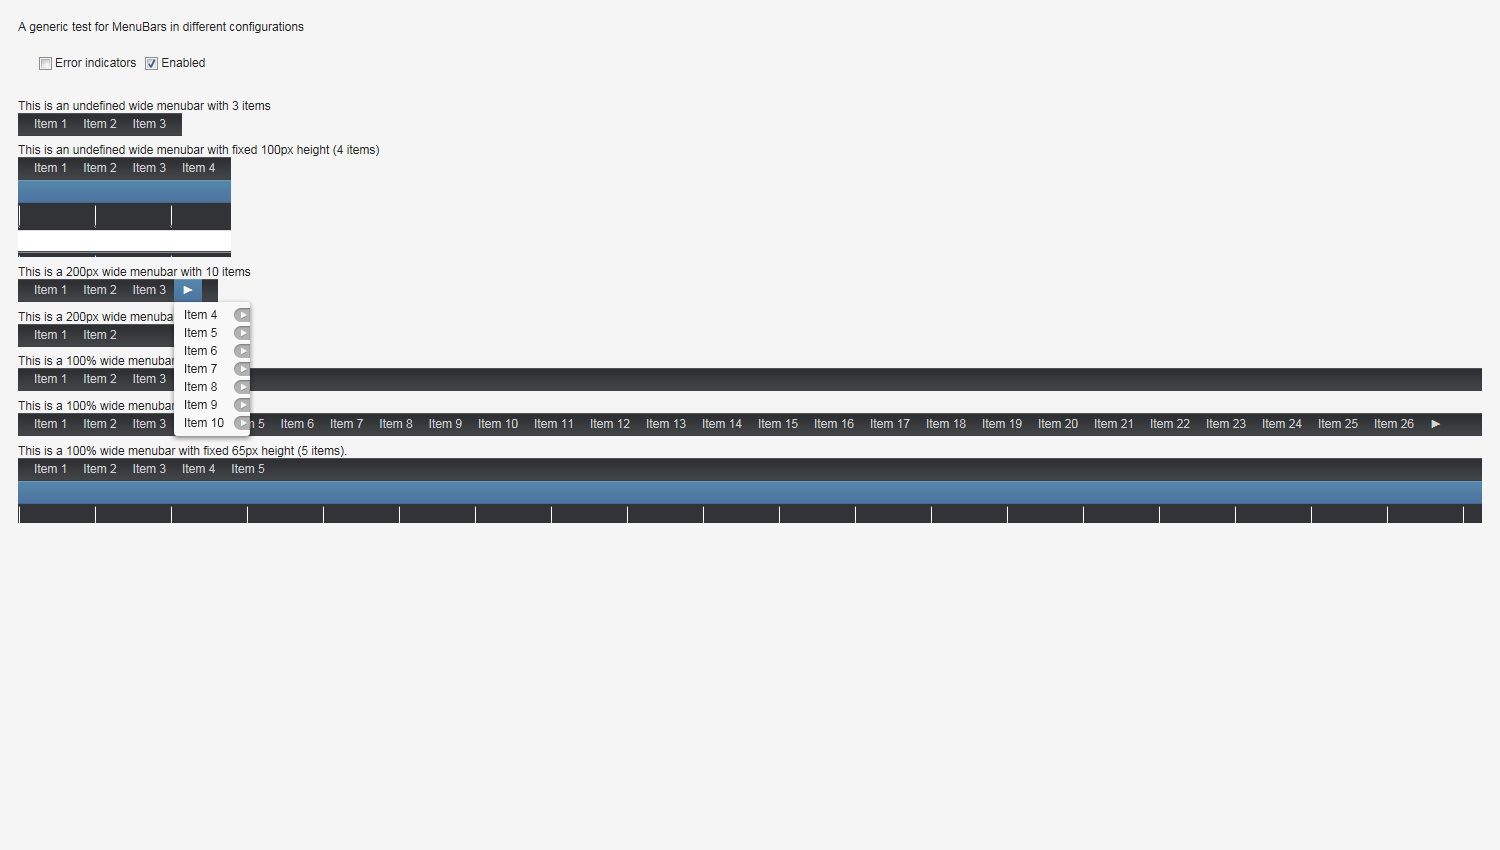 A generic test for MenuBars in different configurations
Error indicators Enabled
This is an undefined wide menubar with 3 items
Item 1 Item 2 Item 3
This is an undefined wide menubar with fixed 100px height (4 items)
Item 1 Item 2 Item 3 Item 4
This is a 200px wide menubar with 10 items
Item 1 Item 2 Item 3
Item 4
Item 5
Item 6
Item 7
Item 8
Item 9
Item 10
This is a 200px wide
Item 1 Item 2
This is a 100% wide menubar
Item 1 Item 2 Item 3
This is a 100% wide menubar
Item 1 Item 2 Item 3 5 Item 6 Item 7 Item 8 Item 9 Item 10 Item 11 Item 12 Item 13 Item 14 Item 15 Item 16 Item 17 Item 18 Item 19 Item 20 Item 21 Item 22 Item 23 Item 24 Item 25 Item 26
This is a 100% wide menubar with fixed 65px height (5 items).
Item 1 Item 2 Item 3 Item 4 Item 5